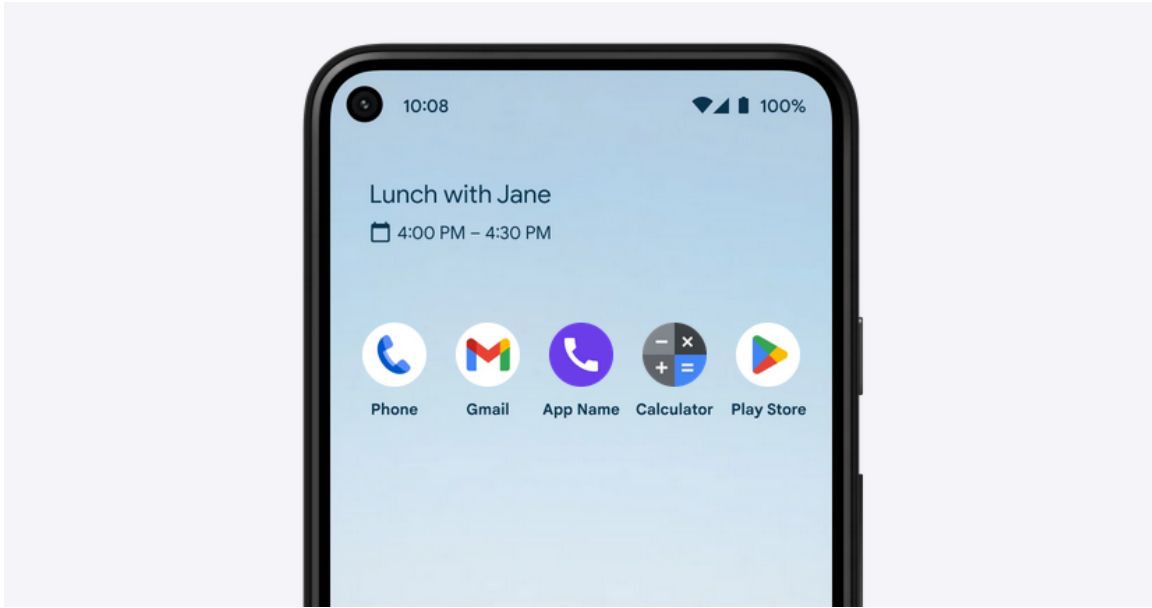 10:08
100%
Lunch with Jane
4:00 PM – 4:30 PM
Phone
Gmail
App Name
Calculator
Play Store